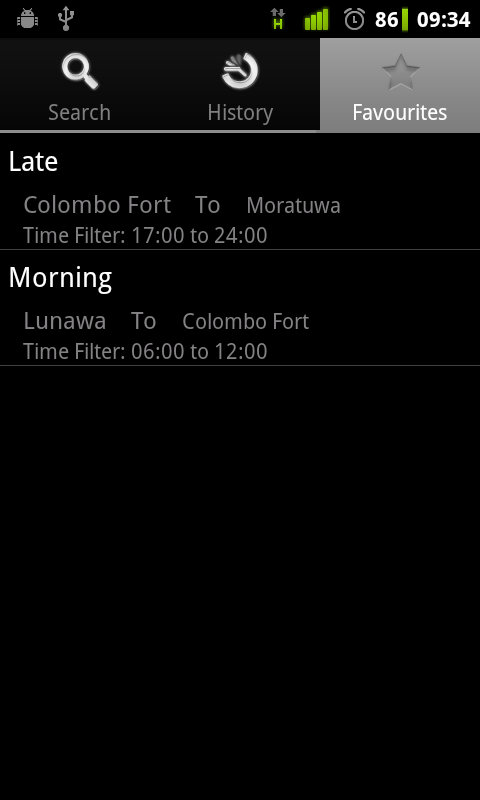 H 86 09:34
Search History Favourites
Late
Colombo Fort To Moratuwa
Time Filter: 17:00 to 24:00
Morning
Lunawa To Colombo Fort
Time Filter: 06:00 to 12:00